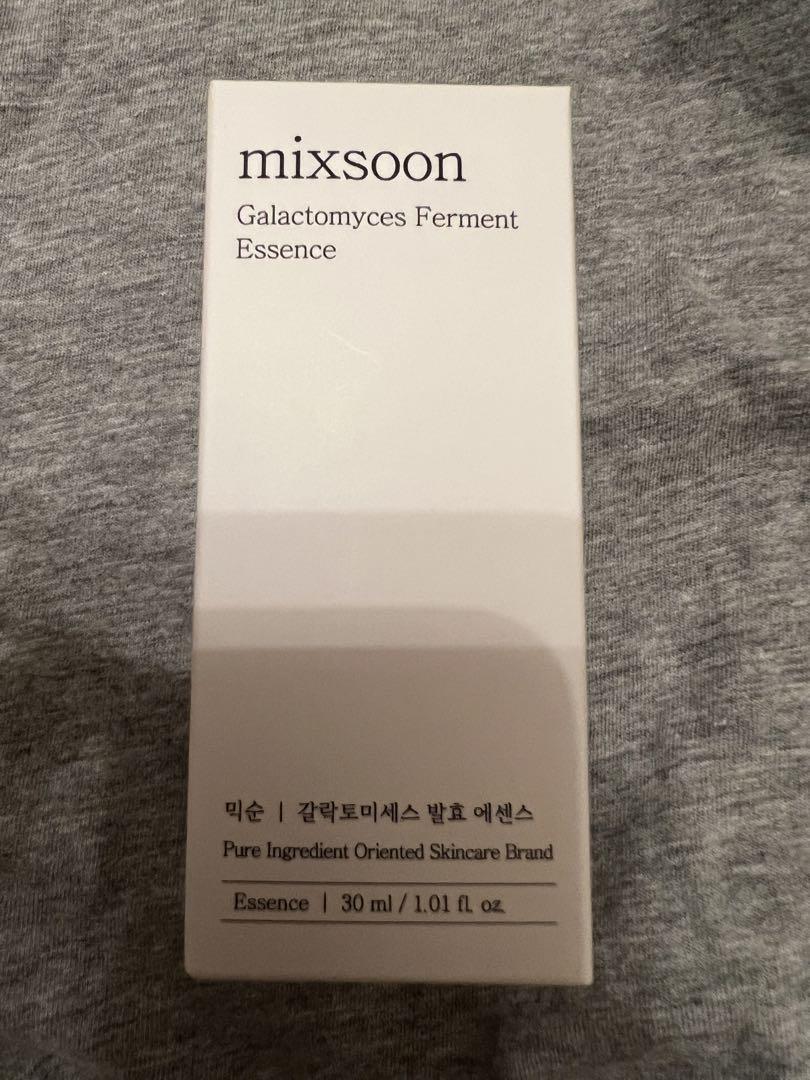 mixsoon
Galactomyces Ferment
Essence
믹순 | 갈락토미세스 발효 에센스
Pure Ingredient Oriented Skincare Brand
Essence | 30 ml / 1.01 fl. oz.